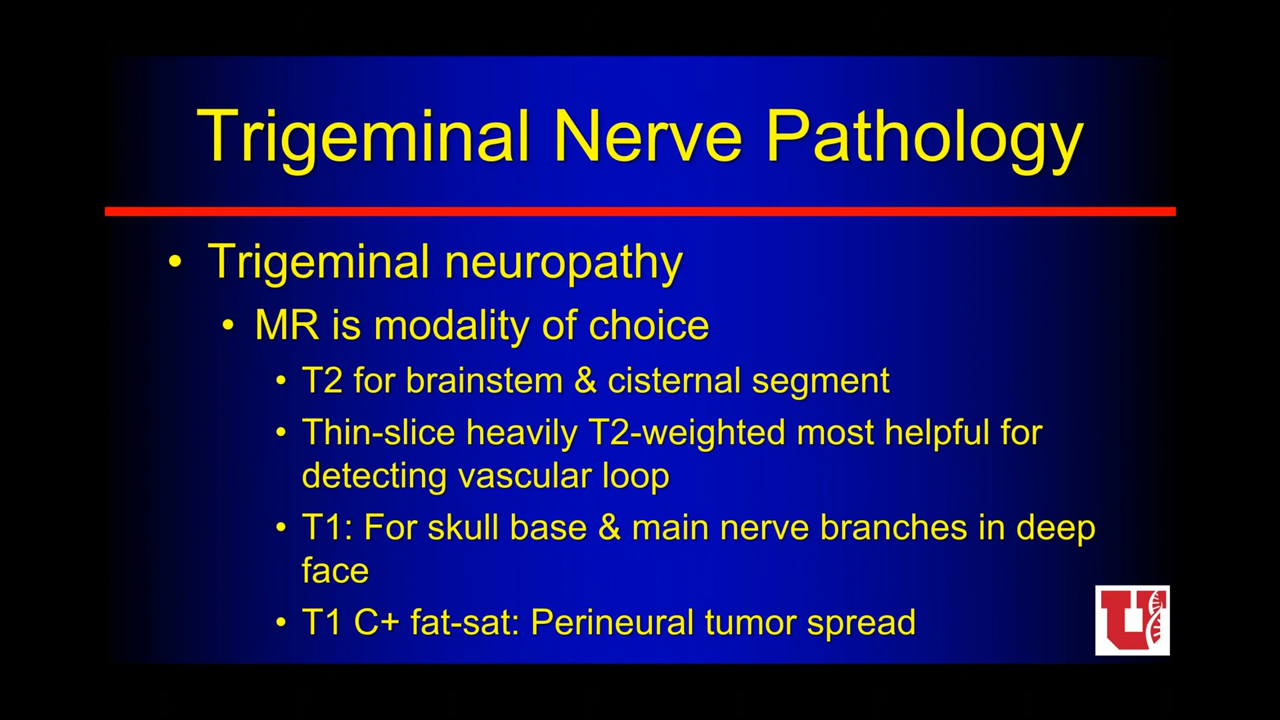 Trigeminal Nerve Pathology
• Trigeminal neuropathy
• MR is modality of choice
• T2 for brainstem & cisternal segment
• Thin-slice heavily T2-weighted most helpful for
detecting vascular loop
• T1: For skull base & main nerve branches in deep
face
• T1 C+ fat-sat: Perineural tumor spread
U